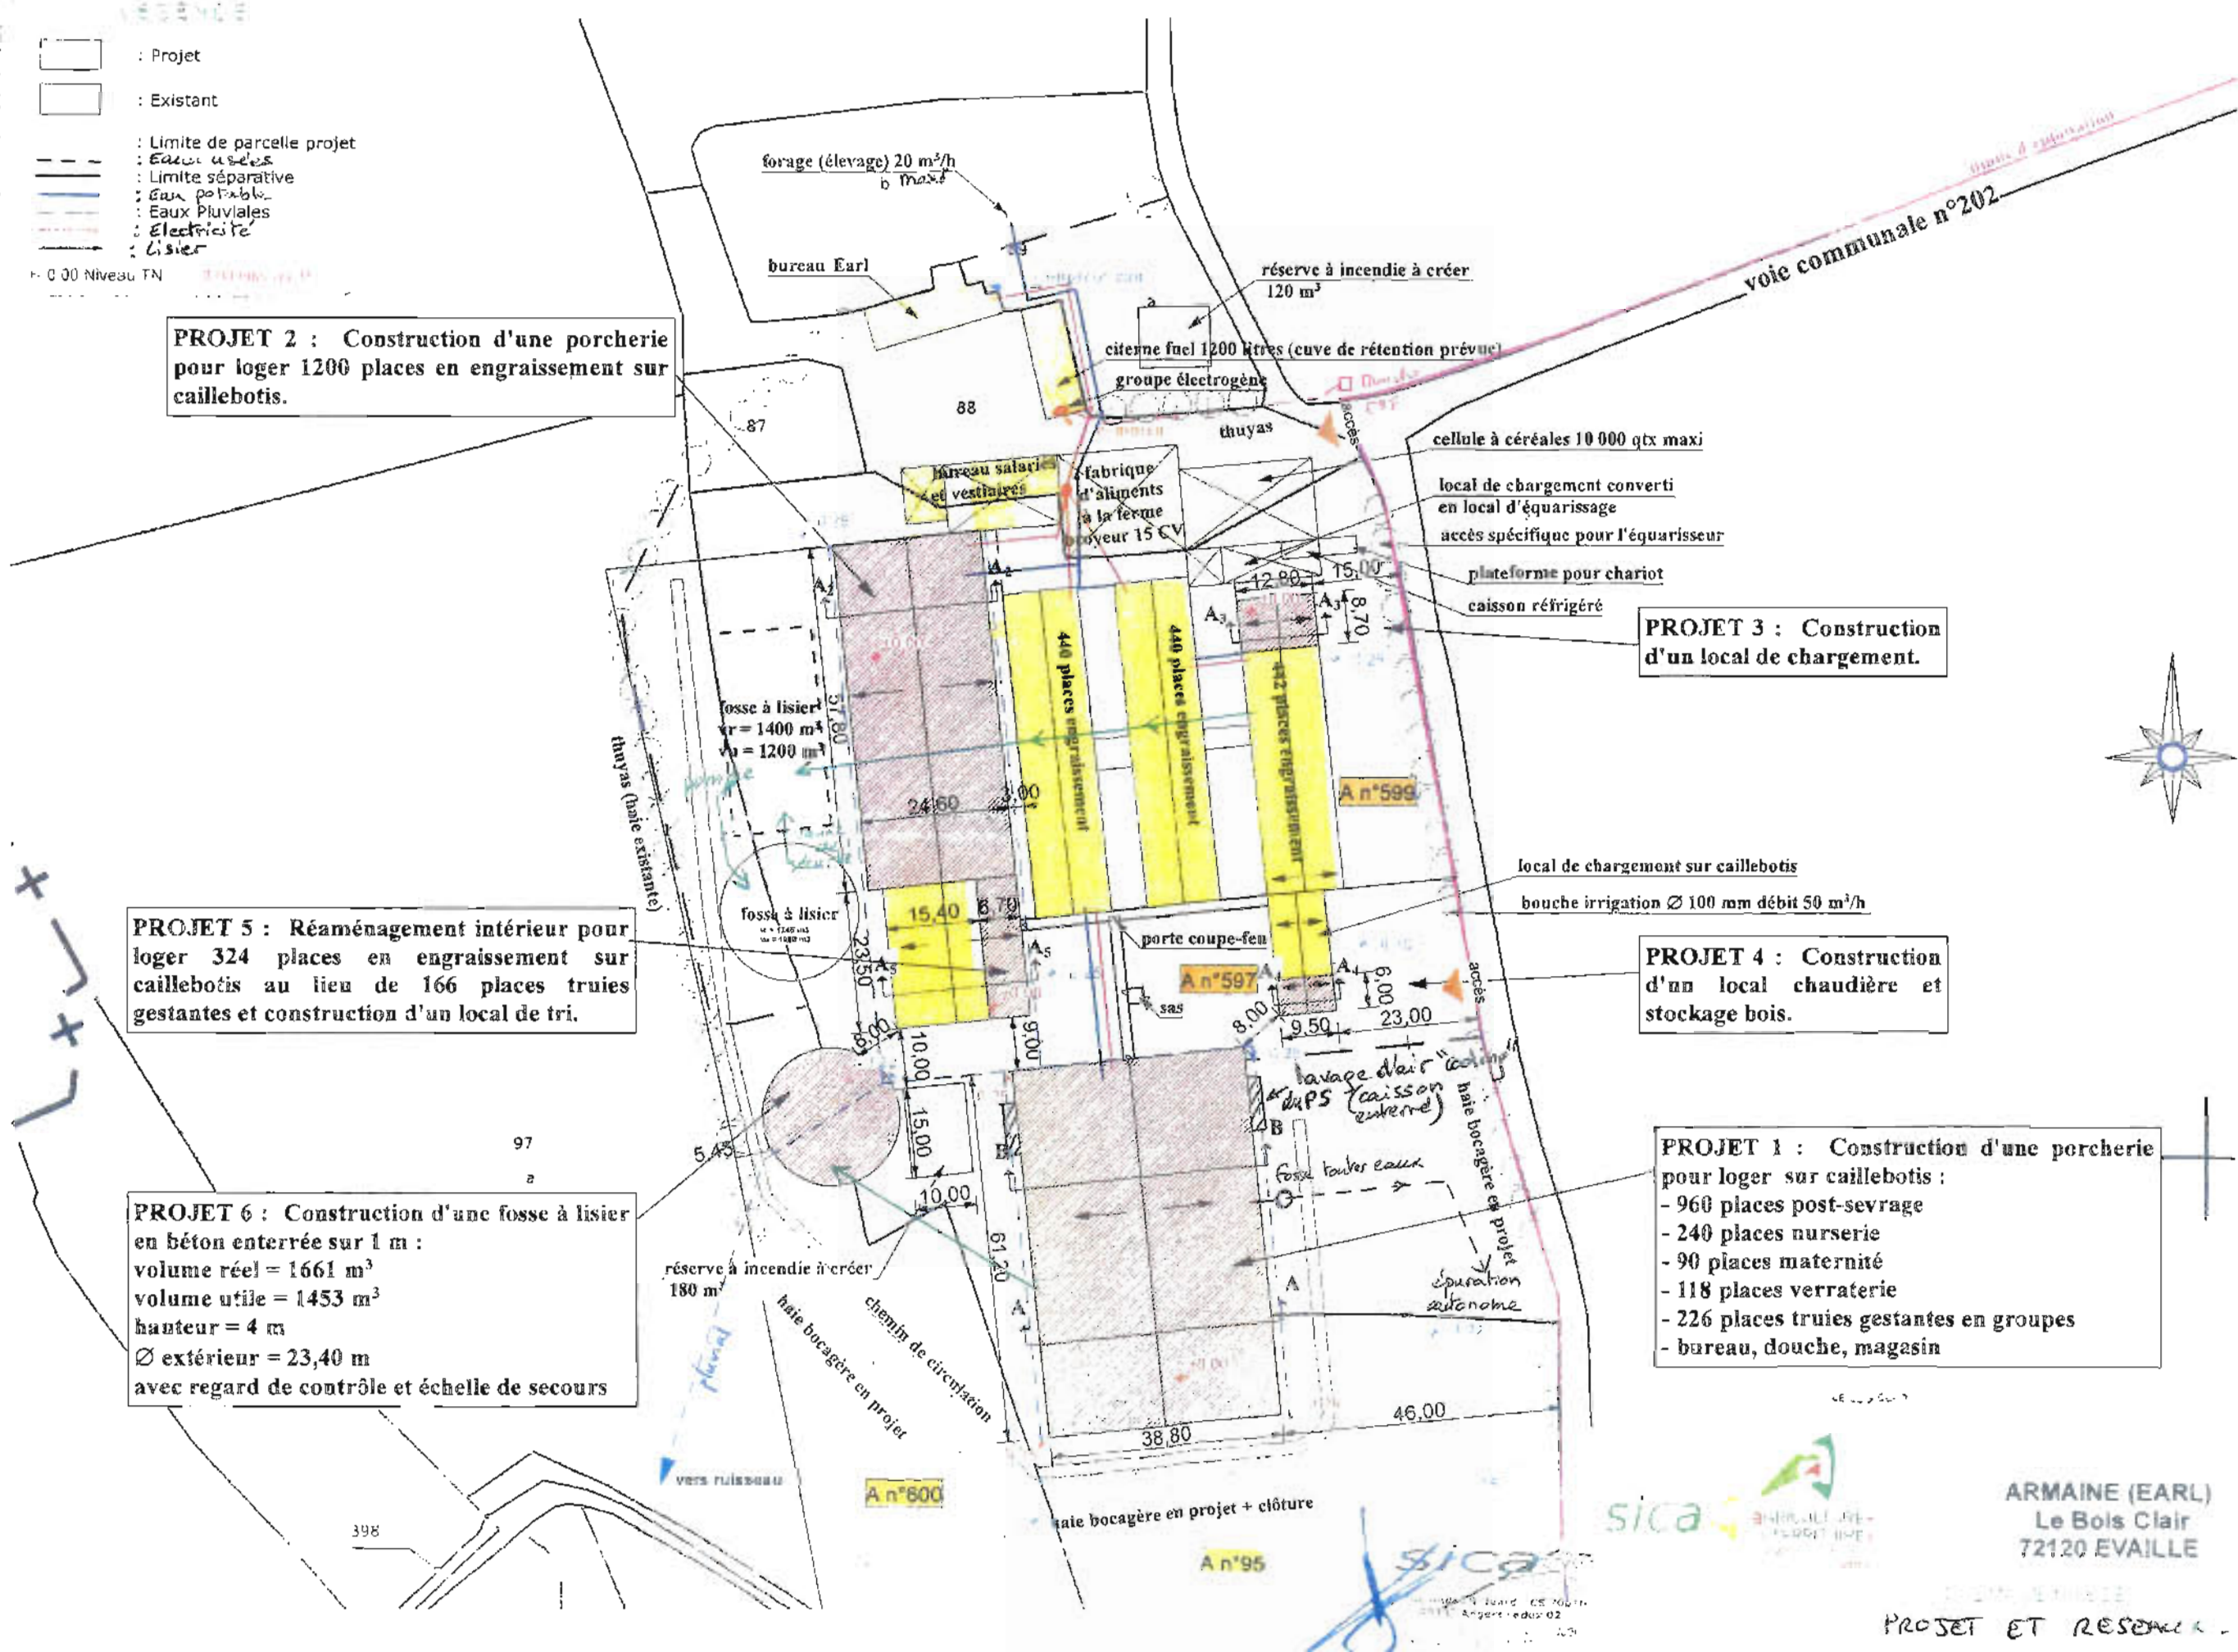 : Projet
: Existant
: Limite de parcelle projet
: Eaux usées
: Limite séparative
: Eau potable
: Eaux Pluviales
: Electricité
: Lisier
0.00 Niveau TN
forage (élevage) 20 m³/h
b maxi
bureau Earl
réserve à incendie à créer
120 m³
a
citerne fuel 1200 litres (cuve de rétention prévue)
groupe électrogène
voie communale n°202
PROJET 2 : Construction d'une porcherie
pour loger 1200 places en engraissement sur
caillebotis.
87
88
thuyas
accès
bureau salariés
et vestiaires
fabrique
d'aliments
à la ferme
broyeur 15 CV
cellule à céréales 10 000 qtx maxi
local de chargement converti
en local d'équarissage
accès spécifique pour l'équarisseur
plateforme pour chariot
caisson réfrigéré
12,80
15,00
8,70
A₂
A₂
A₃
A₃
PROJET 3 : Construction
d'un local de chargement.
440 places engraissement
440 places engraissement
442 places engraissement
fosse à lisier
vr = 1400 m³
vu = 1200 m³
57,80
pompe
24,60
3,00
A n°599
thuyas (haie existante)
local de chargement sur caillebotis
bouche irrigation Ø 100 mm débit 50 m³/h
fosse à lisier
15,40
6,70
23,50
A₅
A₅
porte coupe-feu
A n°597
sas
A₄
A₄
6,00
8,00
9,50
23,00
accès
PROJET 5 : Réaménagement intérieur pour
loger 324 places en engraissement sur
caillebotis au lieu de 166 places truies
gestantes et construction d'un local de tri.
PROJET 4 : Construction
d'un local chaudière et
stockage bois.
10,00
9,00
15,00
10,00
5,45
61,20
lavage d'air "cooling"
du PS (caisson
enterré)
B
B
fosse toutes eaux
haie bocagère en projet
épuration
autonome
A
A
97
a
PROJET 6 : Construction d'une fosse à lisier
en béton enterrée sur 1 m :
volume réel = 1661 m³
volume utile = 1453 m³
hauteur = 4 m
Ø extérieur = 23,40 m
avec regard de contrôle et échelle de secours
réserve à incendie à créer
180 m³
pluvial
haie bocagère en projet
chemin de circulation
PROJET 1 : Construction d'une porcherie
pour loger sur caillebotis :
- 960 places post-sevrage
- 240 places nurserie
- 90 places maternité
- 118 places verraterie
- 226 places truies gestantes en groupes
- bureau, douche, magasin
38,80
46,00
vers ruisseau
A n°600
haie bocagère en projet + clôture
A n°95
398
sica
sica
ARMAINE (EARL)
Le Bois Clair
72120 EVAILLE
PROJET ET RESEAUX.